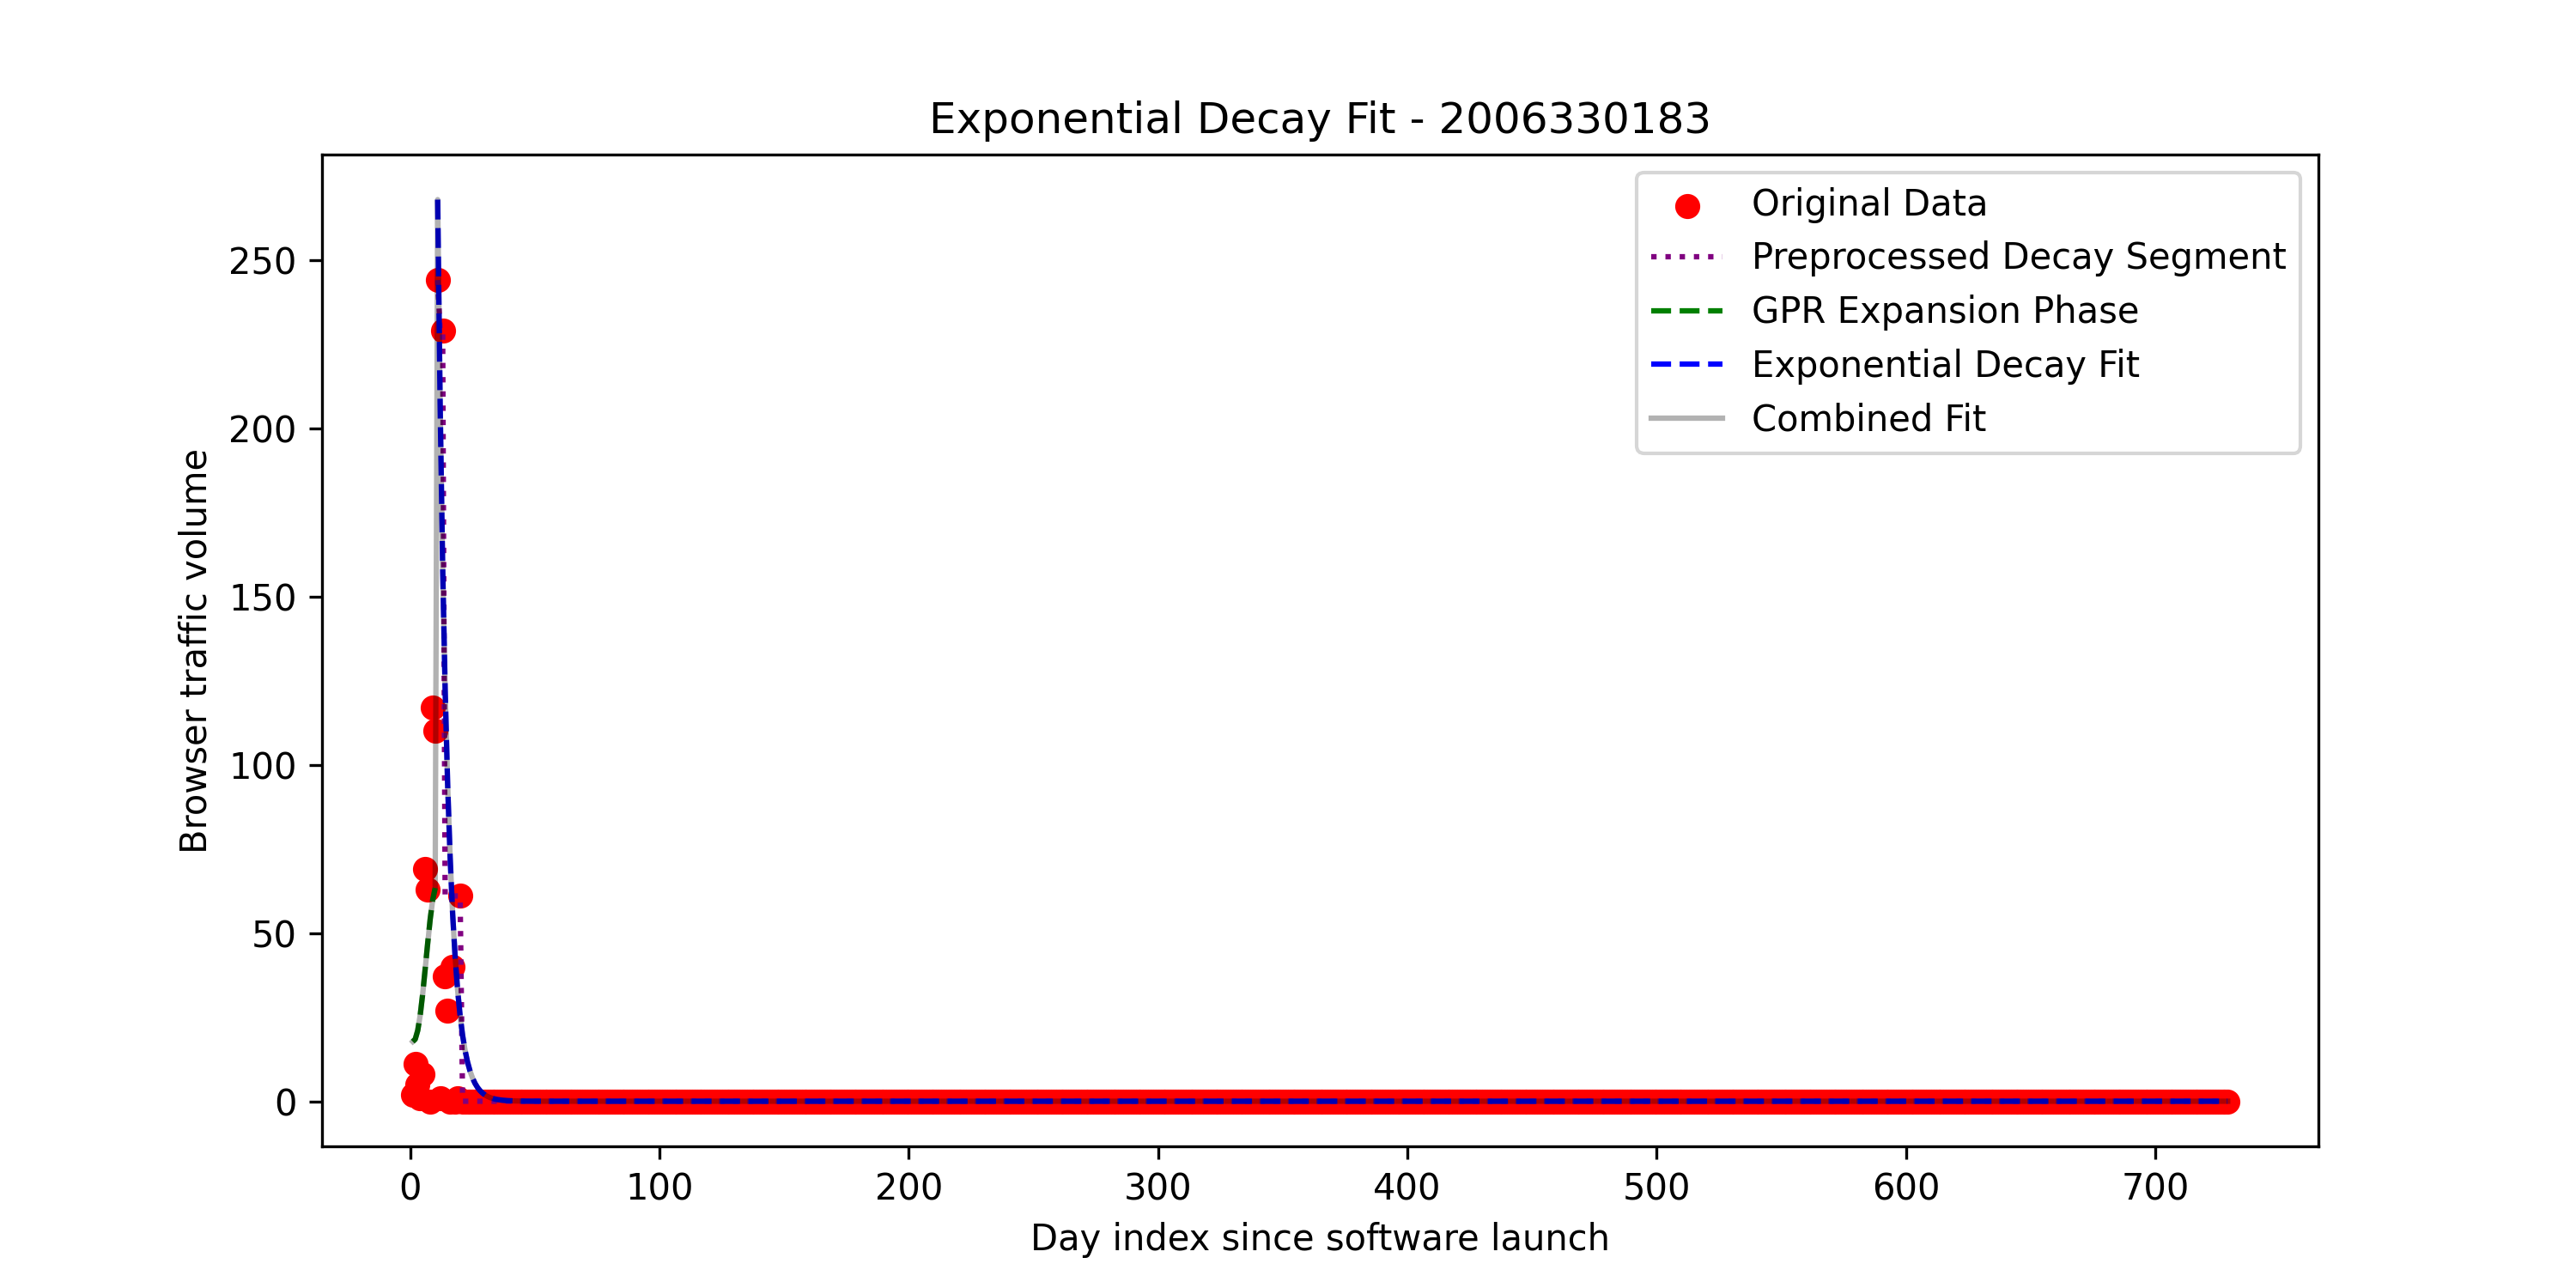 Exponential Decay Fit - 2006330183
Original Data
Preprocessed Decay Segment
GPR Expansion Phase
Exponential Decay Fit
Combined Fit
Browser traffic volume
250
200
150
100
50
0
0 100 200 300 400 500 600 700
Day index since software launch